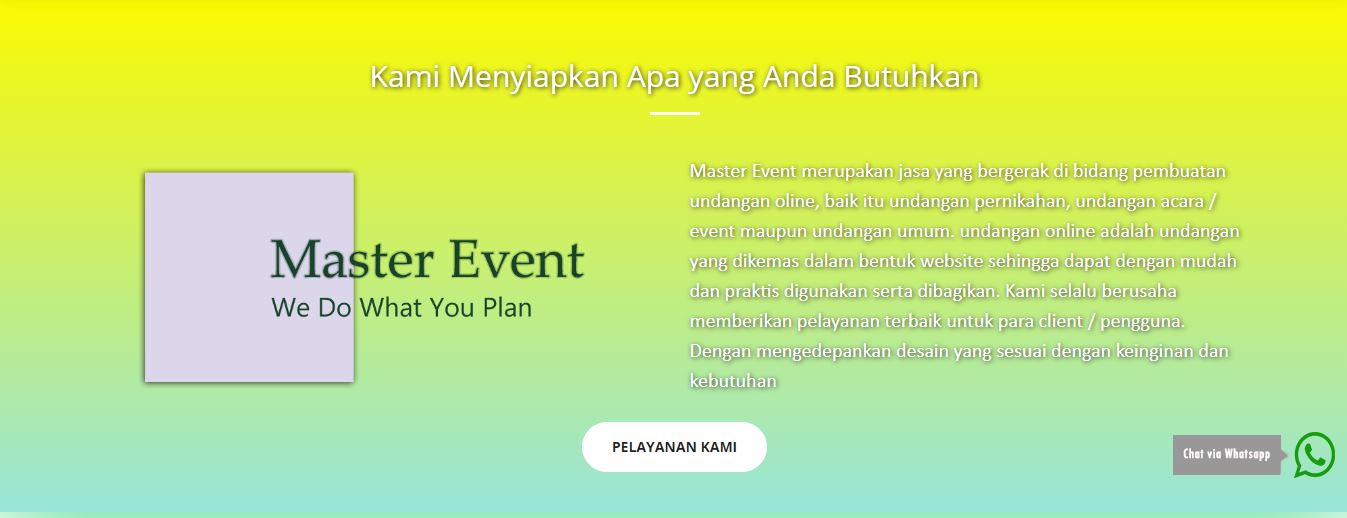 Kami Menyiapkan Apa yang Anda Butuhkan
Master Event
We Do What You Plan
Master Event merupakan jasa yang bergerak di bidang pembuatan
undangan oline, baik itu undangan pernikahan, undangan acara /
event maupun undangan umum. undangan online adalah undangan
yang dikemas dalam bentuk website sehingga dapat dengan mudah
dan praktis digunakan serta dibagikan. Kami selalu berusaha
memberikan pelayanan terbaik untuk para client / pengguna.
Dengan mengedepankan desain yang sesuai dengan keinginan dan
kebutuhan
PELAYANAN KAMI
Chat via Whatsapp